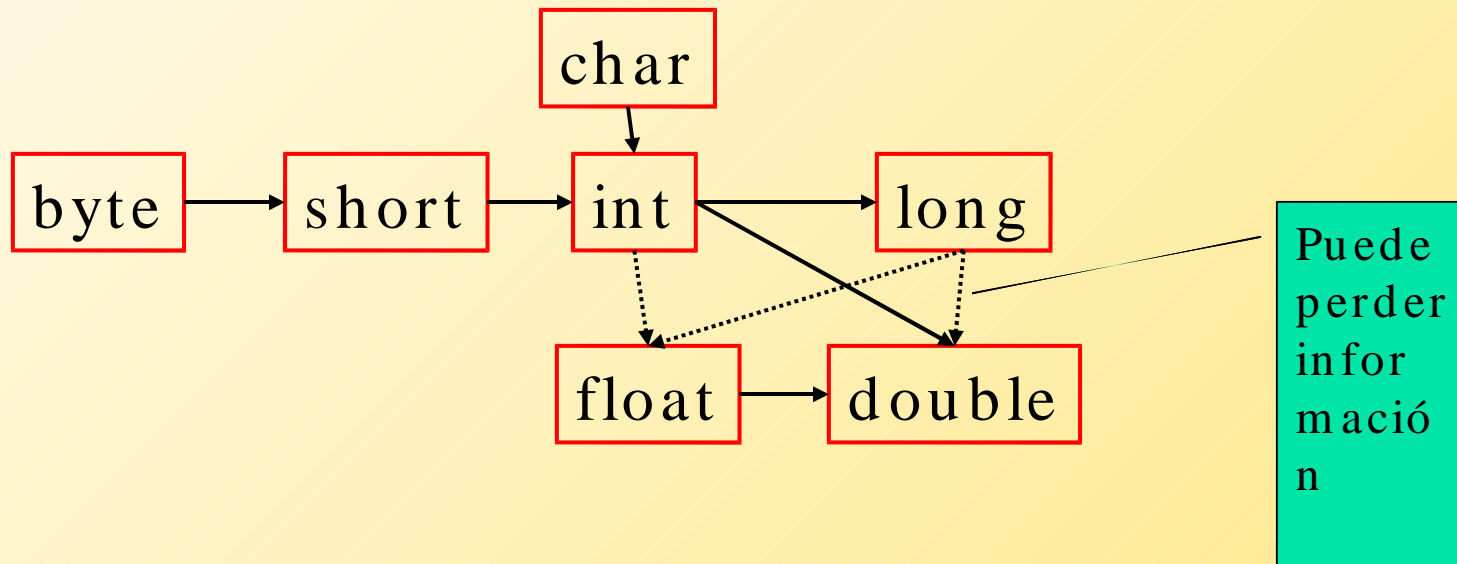 char
byte
short
int
long
float
double
Puede
perder
infor
mació
n